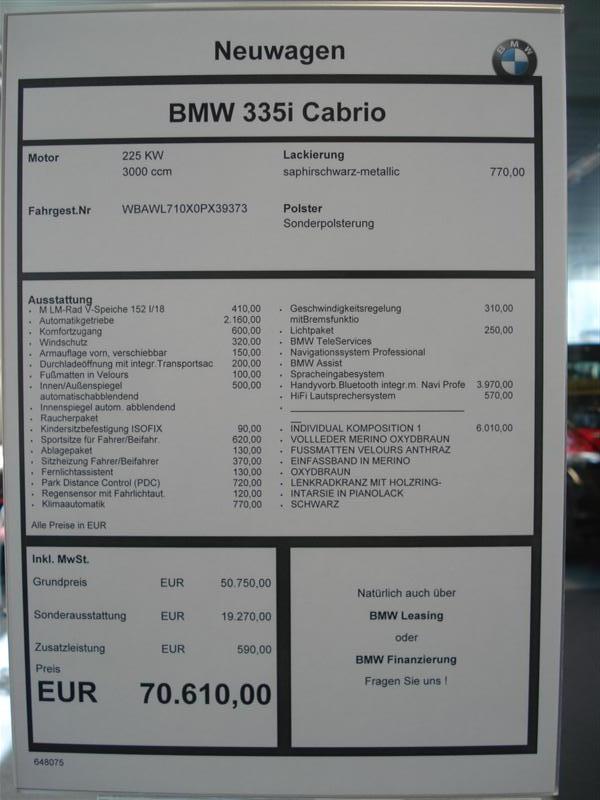 Neuwagen
BMW
BMW 335i Cabrio
Motor 225 KW
3000 ccm
Fahrgest.Nr WBAWL710X0PX39373
Lackierung
saphirschwarz-metallic 770,00
Polster
Sonderpolsterung
Ausstattung
• M LM-Rad V-Speiche 152 I/18 410,00
• Automatikgetriebe 2.160,00
• Komfortzugang 600,00
• Windschutz 320,00
• Armauflage vorn, verschiebbar 150,00
• Durchladeöffnung mit integr.Transportsac 200,00
• Fußmatten in Velours 100,00
• Innen/Außenspiegel 500,00
automatischabblendend
• Innenspiegel autom. abblendend
• Raucherpaket
• Kindersitzbefestigung ISOFIX 90,00
• Sportsitze für Fahrer/Beifahr. 620,00
• Ablagepaket 130,00
• Sitzheizung Fahrer/Beifahrer 370,00
• Fernlichtassistent 130,00
• Park Distance Control (PDC) 720,00
• Regensensor mit Fahrlichtaut. 120,00
• Klimaautomatik 770,00
• Geschwindigkeitsregelung 310,00
mitBremsfunktio
• Lichtpaket 250,00
• BMW TeleServices
• Navigationssystem Professional
• BMW Assist
• Spracheingabesystem
• Handyvorb.Bluetooth integr.m. Navi Profe 3.970,00
• HiFi Lautsprechersystem 570,00
• INDIVIDUAL KOMPOSITION 1 6.010,00
• VOLLLEDER MERINO OXYDBRAUN
• FUSSMATTEN VELOURS ANTHRAZ
• EINFASSBAND IN MERINO
• OXYDBRAUN
• LENKRADKRANZ MIT HOLZRING-
• INTARSIE IN PIANOLACK
• SCHWARZ
Alle Preise in EUR
Inkl. MwSt.
Grundpreis EUR 50.750,00
Sonderausstattung EUR 19.270,00
Zusatzleistung EUR 590,00
Preis
EUR 70.610,00
Natürlich auch über
BMW Leasing
oder
BMW Finanzierung
Fragen Sie uns !
648075